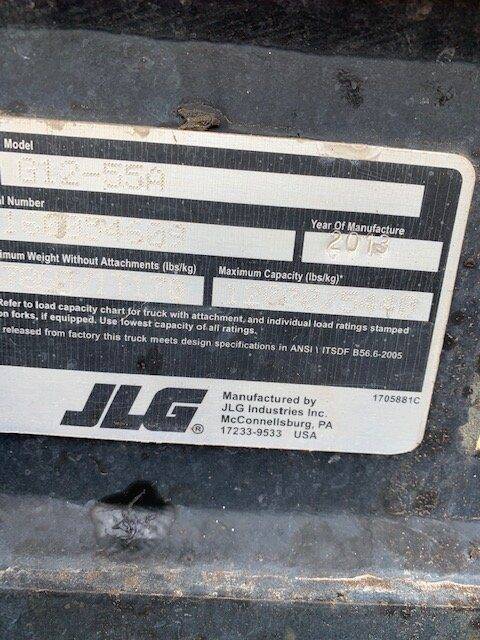 Model
G12-55A
al Number
Year Of Manufacture
2013
imum Weight Without Attachments (lbs/kg)
Maximum Capacity (lbs/kg)*
Refer to load capacity chart for truck with attachment, and individual load ratings stamped
on forks, if equipped. Use lowest capacity of all ratings.
released from factory this truck meets design specifications in ANSI \ ITSDF B56.6-2005
JLG®
Manufactured by
JLG Industries Inc.
McConnellsburg, PA
17233-9533 USA
1705881C